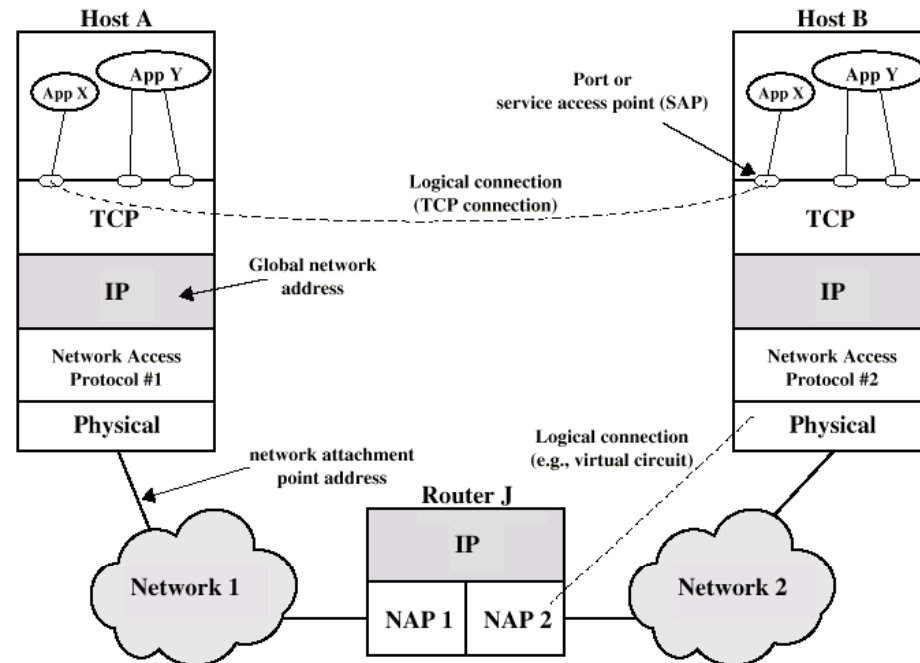 Host A
Host B
App X
App Y
Port or
service access point (SAP)
App X
App Y
Logical connection
(TCP connection)
TCP
TCP
Global network
address
IP
IP
Network Access
Protocol #1
Network Access
Protocol #2
Physical
Physical
network attachment
point address
Logical connection
(e.g., virtual circuit)
Router J
IP
Network 1
NAP 1
NAP 2
Network 2